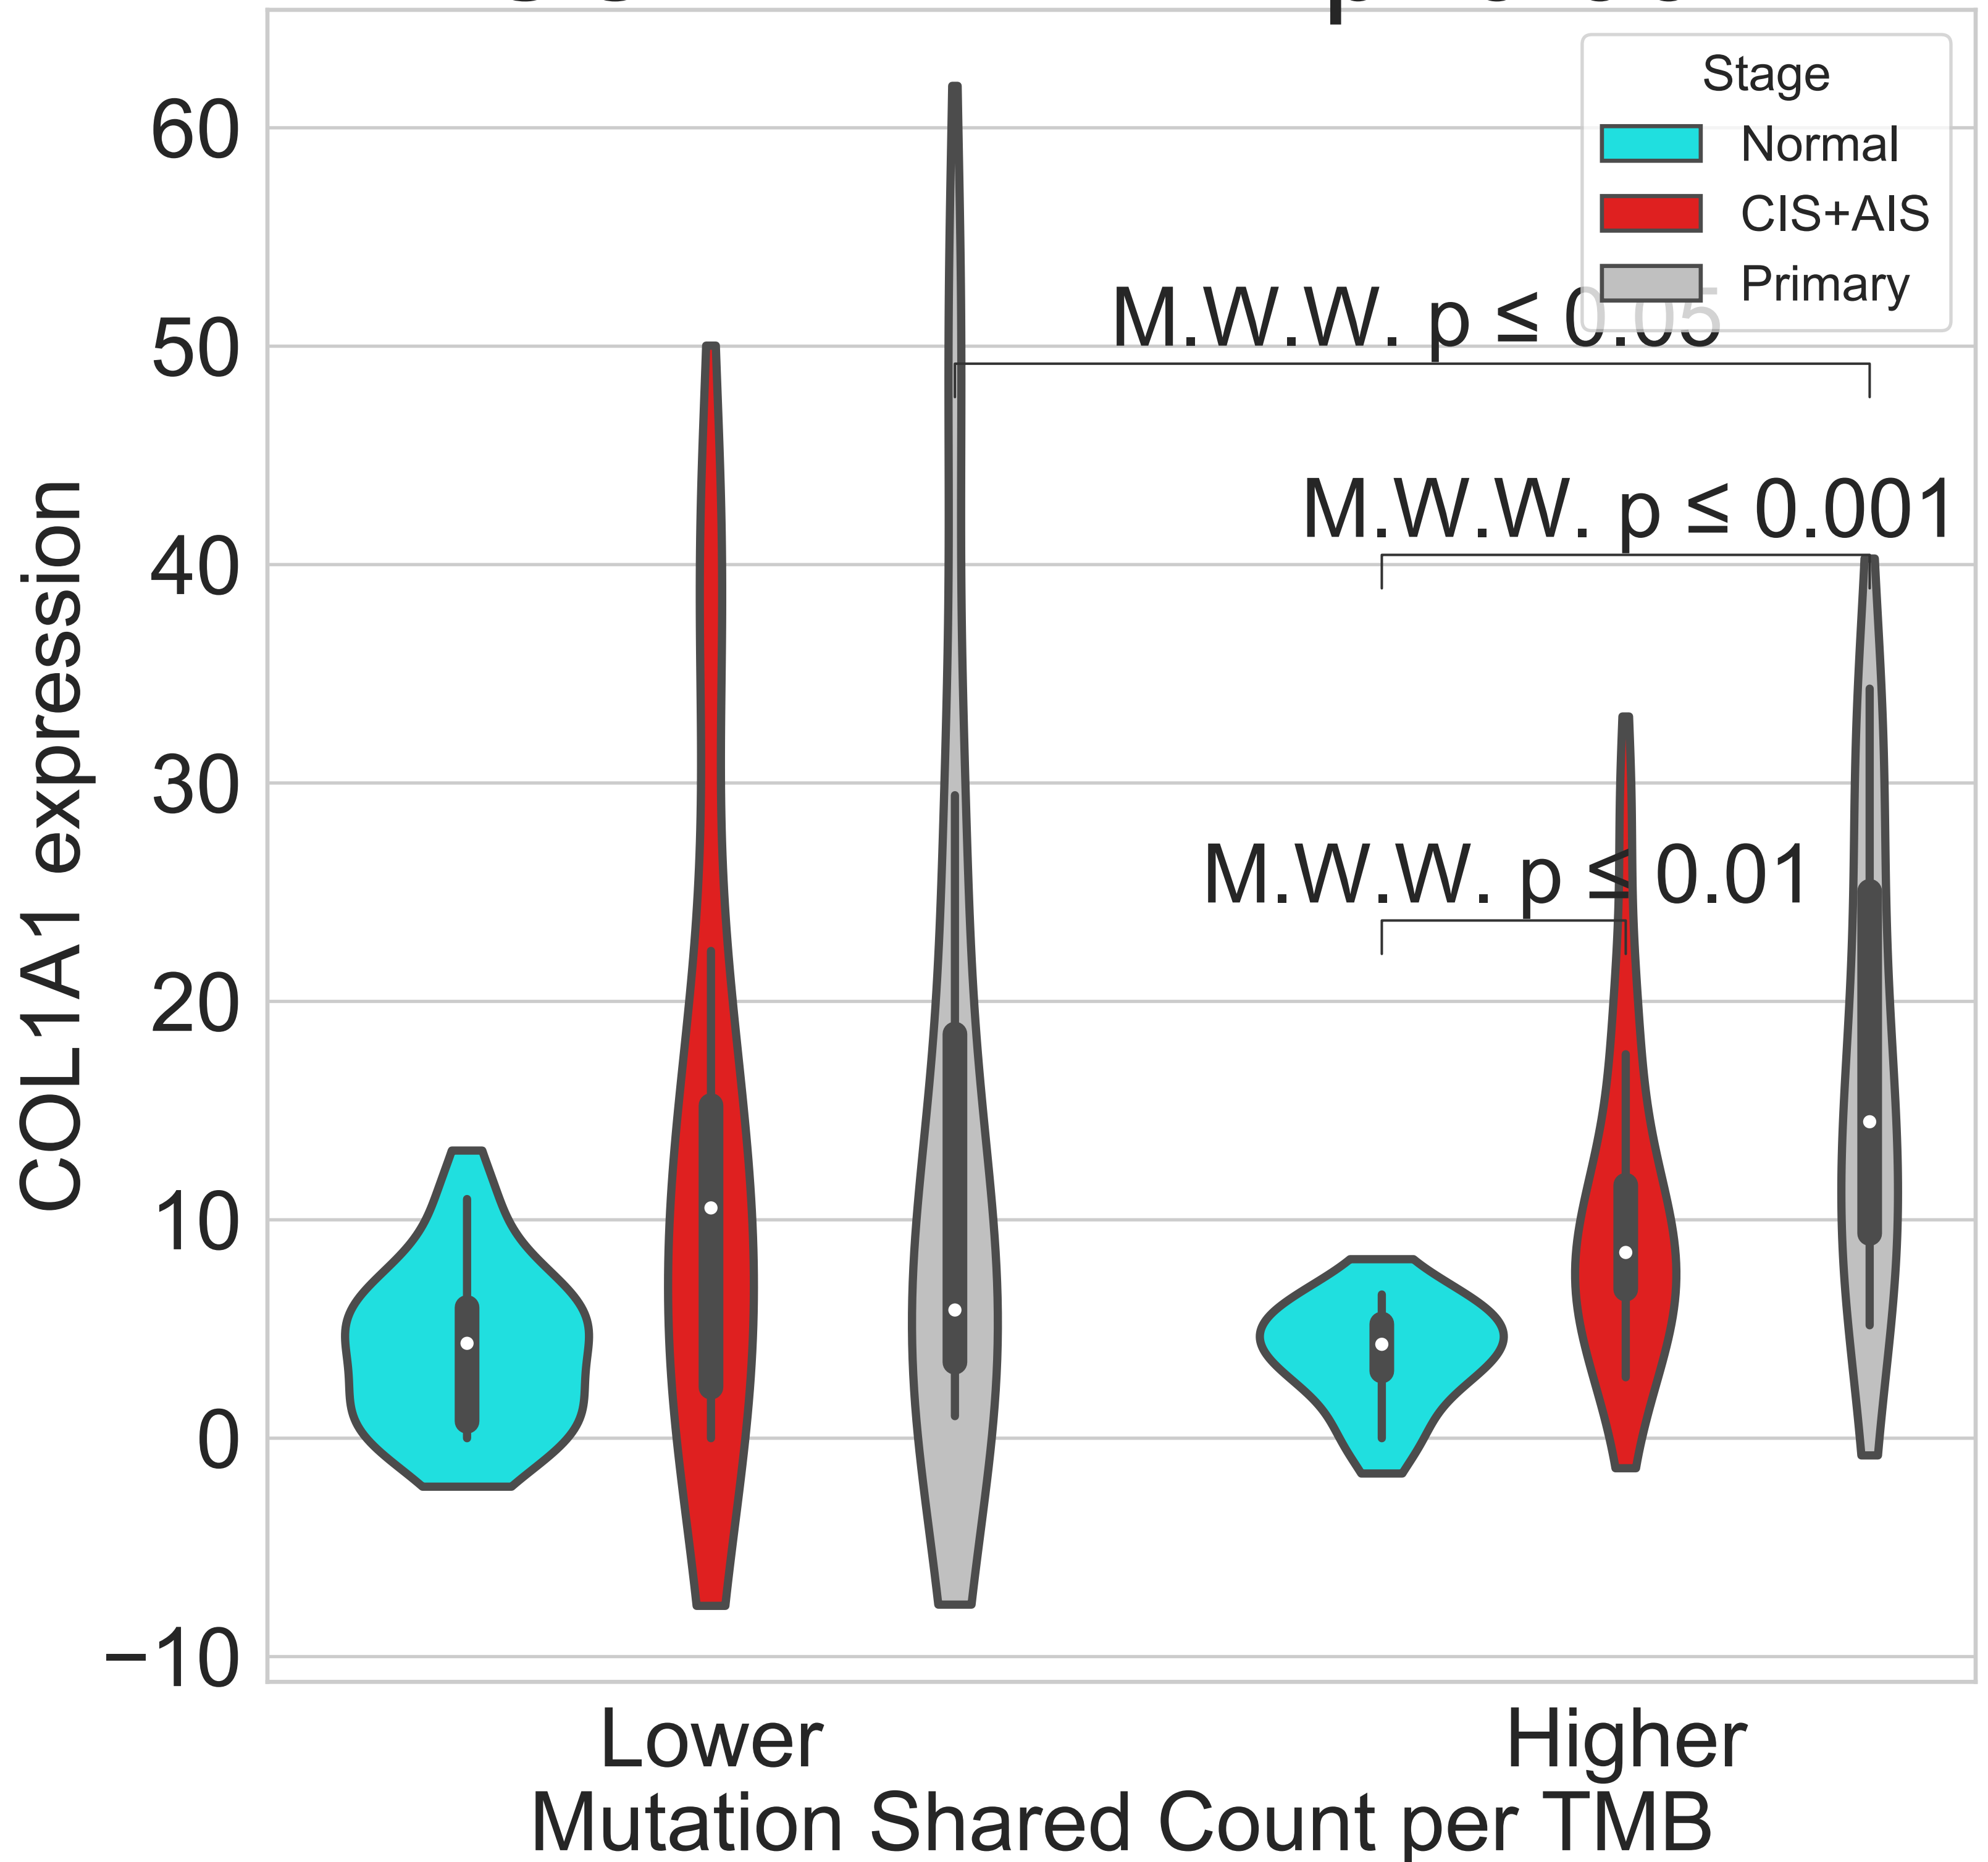 Stage
Normal
CIS+AIS
Primary
60
50
40
30
20
10
0
−10
COL1A1 expression
M.W.W. p ≤ 0.05
M.W.W. p ≤ 0.001
M.W.W. p ≤ 0.01
Lower
Higher
Mutation Shared Count per TMB